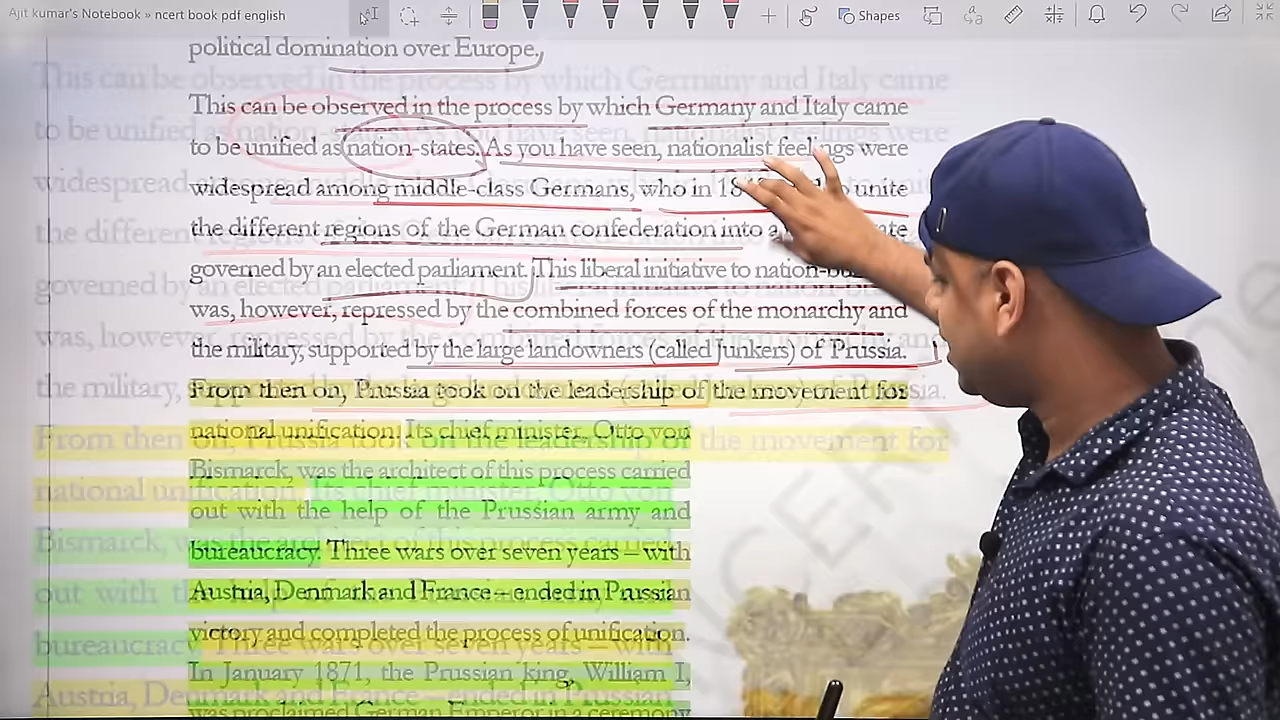 Ajit kumar's Notebook » ncert book pdf english
Shapes
political domination over Europe.
This can be observed in the process by which Germany and Italy came
to be unified as nation-states. As you have seen, nationalist feelings were
widespread among middle-class Germans, who in 18 unite
the different regions of the German confederation into a
governed by an elected parliament. This liberal initiative to
was, however, repressed by the combined forces of the monarchy and
the military, supported by the large landowners (called Junkers) of Prussia.
From then on, Prussia took on the leadership of the movement for
national unification. Its chief minister, Otto von
Bismarck, was the architect of this process carried
out with the help of the Prussian army and
bureaucracy. Three wars over seven years – with
Austria, Denmark and France – ended in Prussian
victory and completed the process of unification.
In January 1871, the Prussian king, William I,
was proclaimed German Emperor in a ceremony